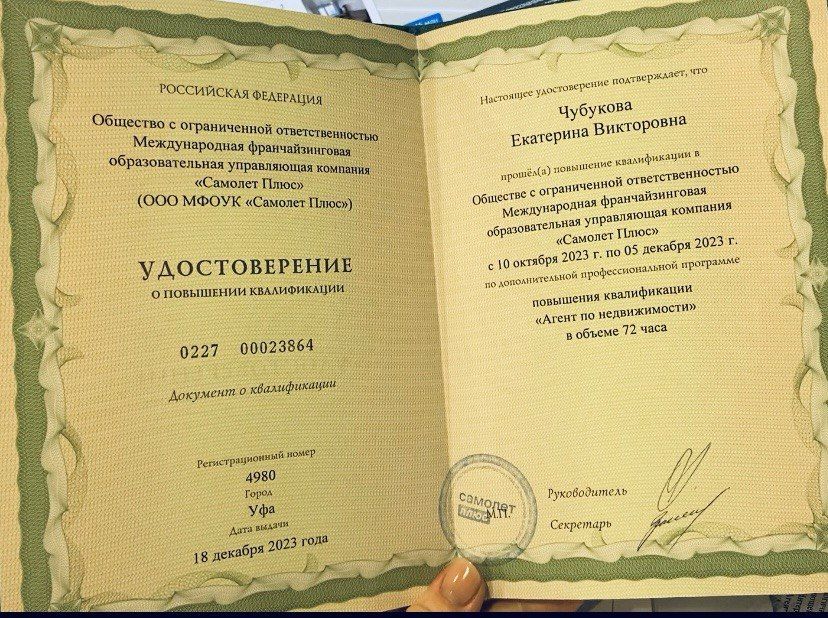 РОССИЙСКАЯ ФЕДЕРАЦИЯ
Общество с ограниченной ответственностью
Международная франчайзинговая
образовательная управляющая компания
«Самолет Плюс»
(ООО МФОУК «Самолет Плюс»)
УДОСТОВЕРЕНИЕ
О ПОВЫШЕНИИ КВАЛИФИКАЦИИ
0227 00023864
Документ о квалификации
Регистрационный номер
4980
Город
Уфа
Дата выдачи
18 декабря 2023 года
Настоящее удостоверение подтверждает, что
Чубукова
Екатерина Викторовна
прошёл(а) повышение квалификации в
Обществе с ограниченной ответственностью
Международная франчайзинговая
образовательная управляющая компания
«Самолет Плюс»
с 10 октября 2023 г. по 05 декабря 2023 г.
по дополнительной профессиональной программе
повышения квалификации
«Агент по недвижимости»
в объеме 72 часа
самолет
плюс
М.П.
Руководитель
Секретарь